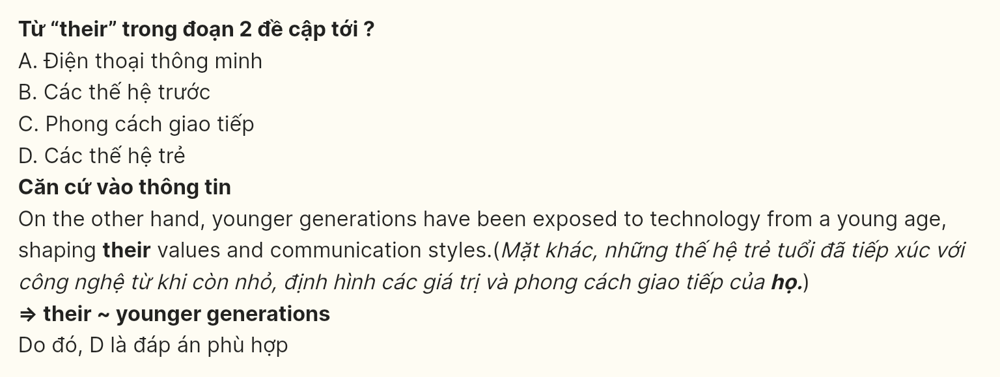 Từ “their” trong đoạn 2 đề cập tới ?
A. Điện thoại thông minh
B. Các thế hệ trước
C. Phong cách giao tiếp
D. Các thế hệ trẻ
Căn cứ vào thông tin
On the other hand, younger generations have been exposed to technology from a young age,
shaping their values and communication styles.(Mặt khác, những thế hệ trẻ tuổi đã tiếp xúc với
công nghệ từ khi còn nhỏ, định hình các giá trị và phong cách giao tiếp của họ.)
⇒ their ~ younger generations
Do đó, D là đáp án phù hợp